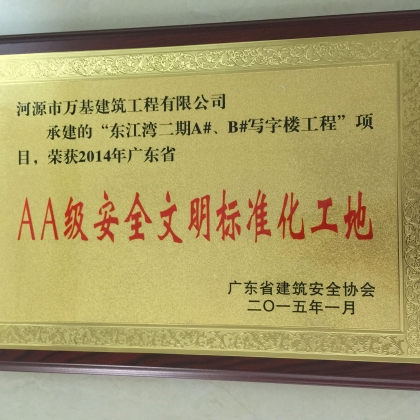 河源市万基建筑工程有限公司
承建的“东江湾二期A#、B#写字楼工程”项
目，荣获2014年广东省
AA级安全文明标准化工地
广东省建筑安全协会
二〇一五年一月